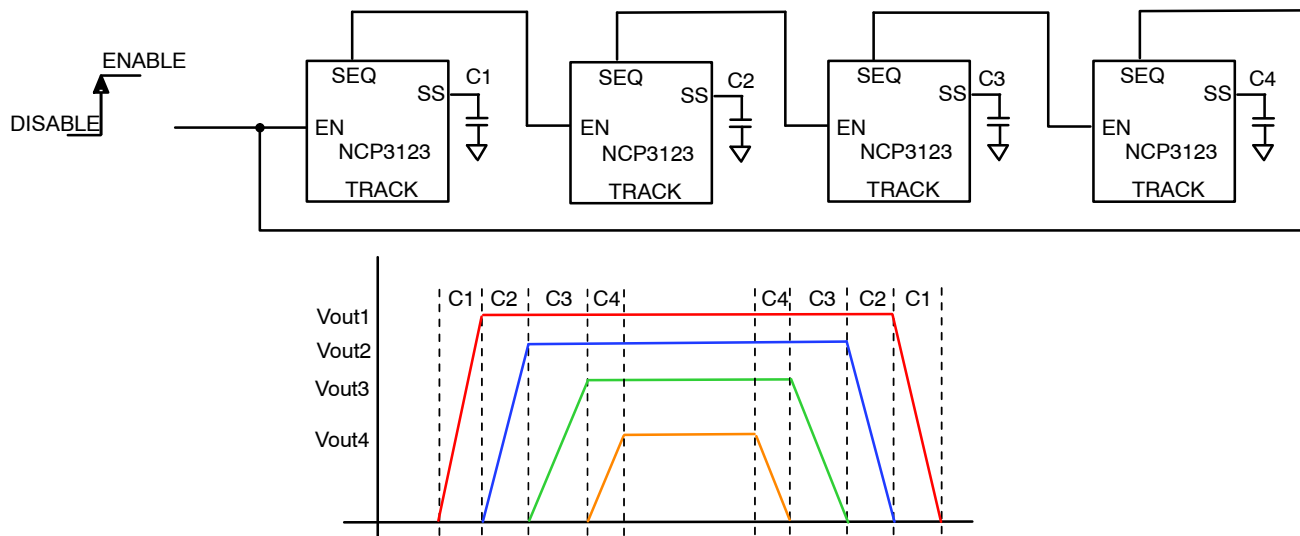 ENABLE
DISABLE
SEQ
SS
C1
EN
NCP3123
TRACK
SEQ
SS
C2
EN
NCP3123
TRACK
SEQ
SS
C3
EN
NCP3123
TRACK
SEQ
SS
C4
EN
NCP3123
TRACK
C1 C2 C3 C4 C4 C3 C2 C1
Vout1
Vout2
Vout3
Vout4